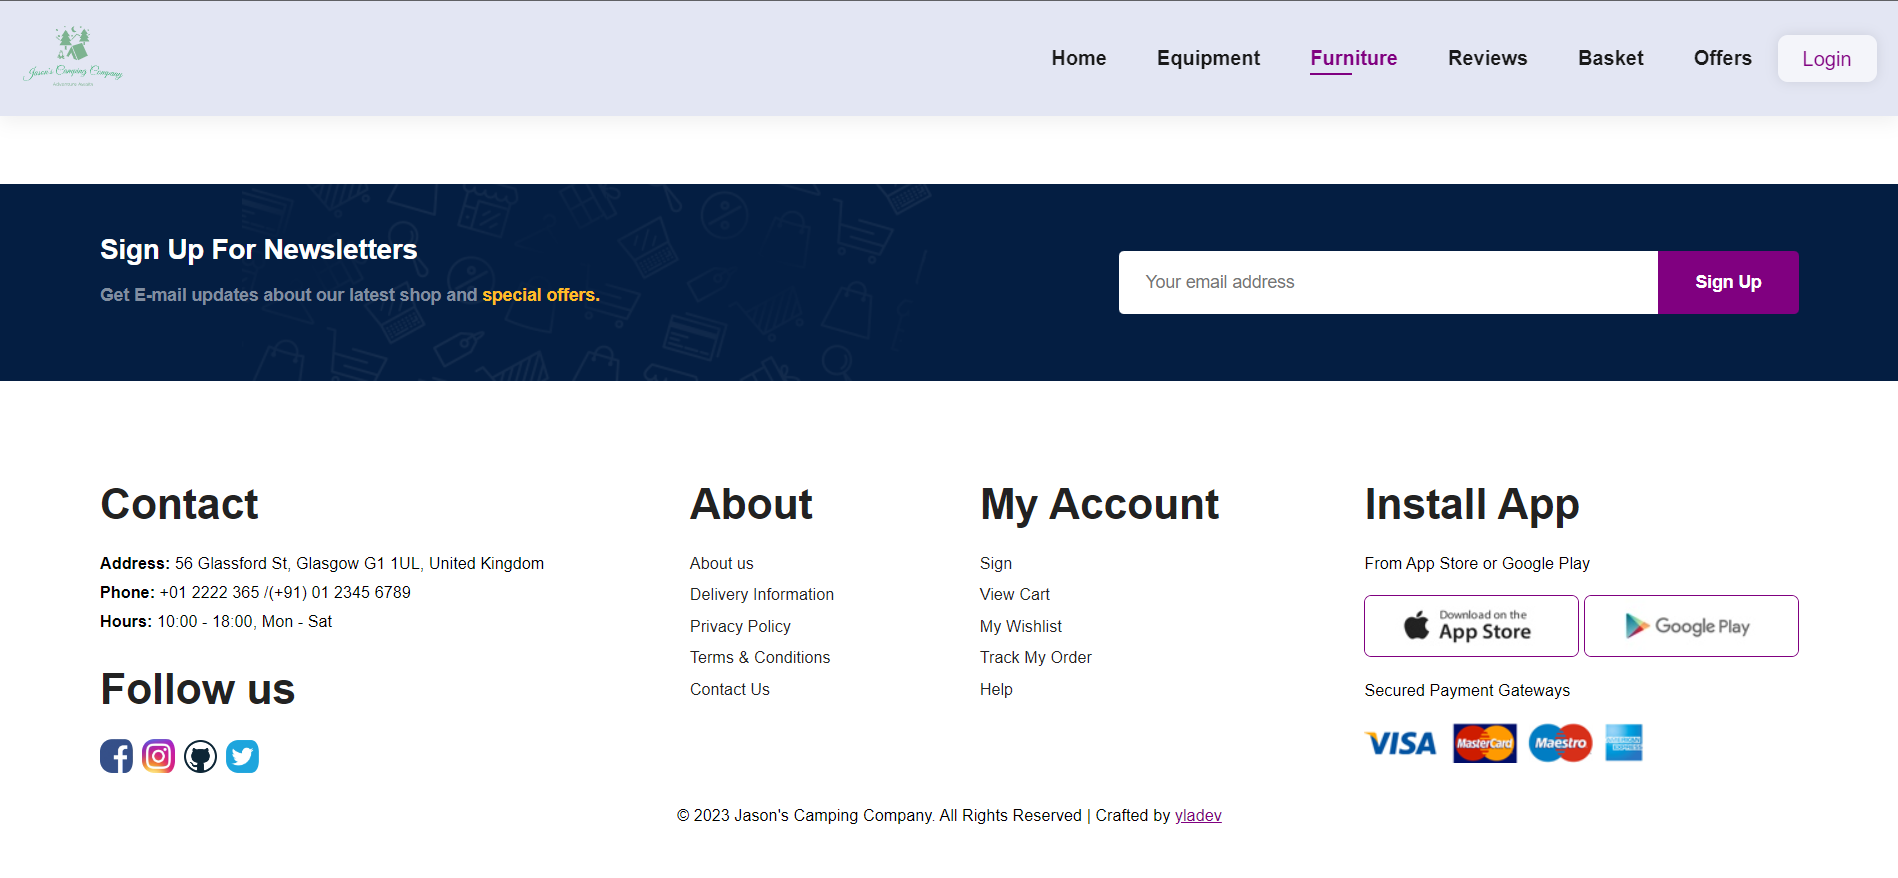 Jason's Camping Company
Home
Equipment
Furniture
Reviews
Basket
Offers
Login
Sign Up For Newsletters
Get E-mail updates about our latest shop and special offers.
Your email address
Sign Up
Contact
Address: 56 Glassford St, Glasgow G1 1UL, United Kingdom
Phone: +01 2222 365 /(+91) 01 2345 6789
Hours: 10:00 - 18:00, Mon - Sat
Follow us
About
About us
Delivery Information
Privacy Policy
Terms & Conditions
Contact Us
My Account
Sign
View Cart
My Wishlist
Track My Order
Help
Install App
From App Store or Google Play
Download on the
App Store
Google Play
Secured Payment Gateways
VISA
MasterCard
Maestro
AMERICAN
EXPRESS
© 2023 Jason's Camping Company. All Rights Reserved | Crafted by yladev